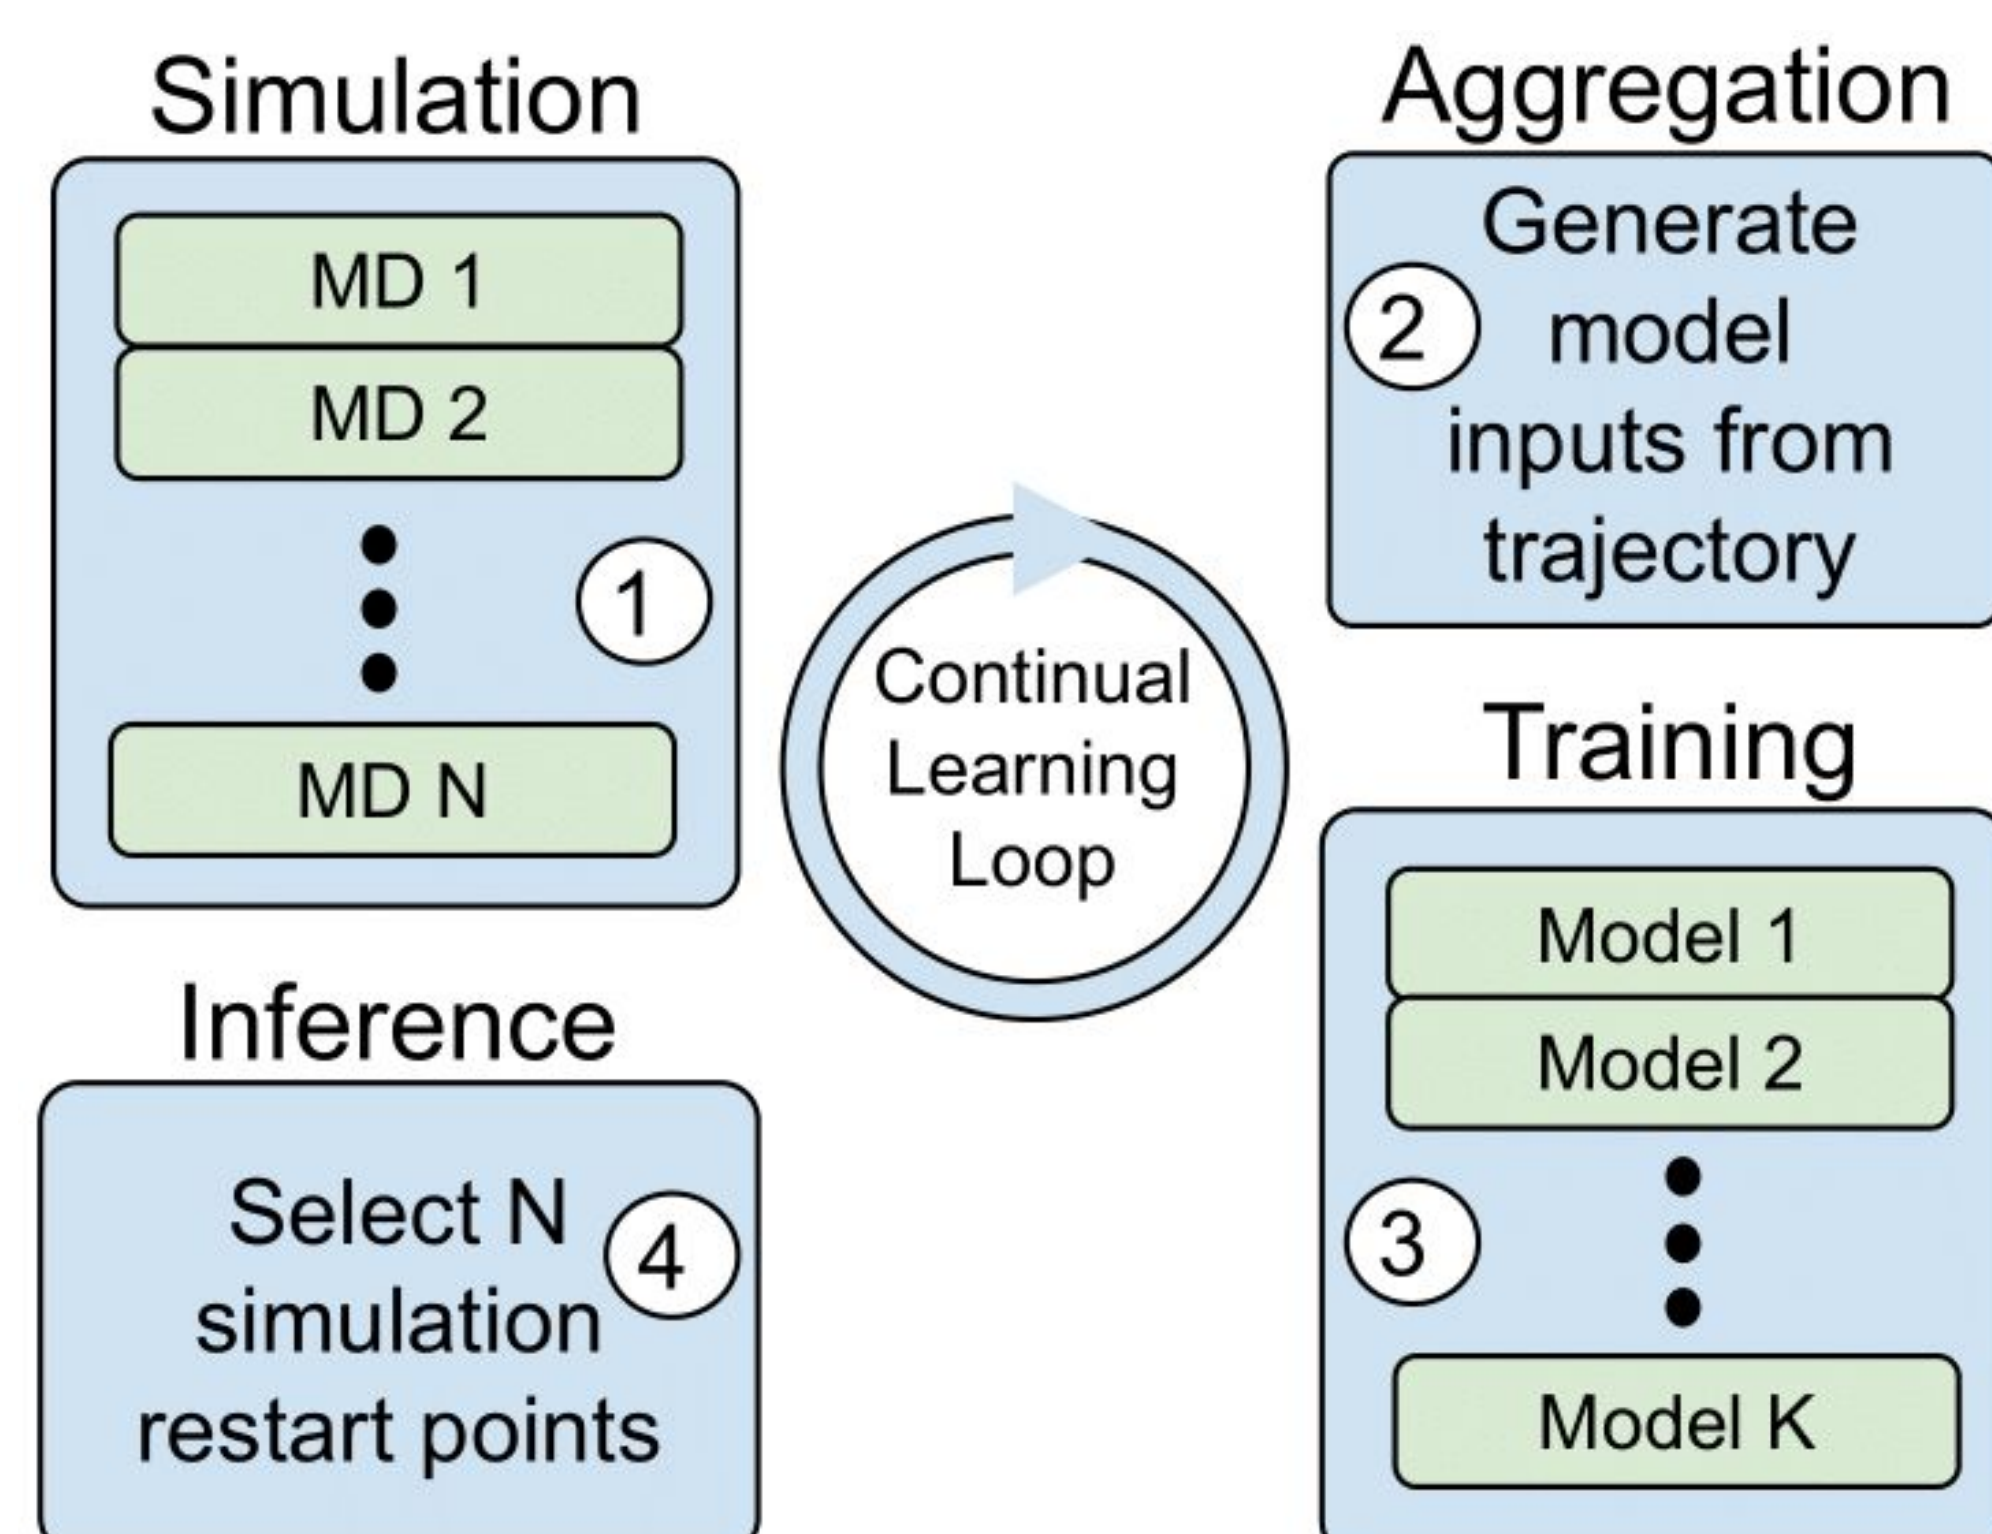 Simulation
MD 1
MD 2
1
MD N
Aggregation
Generate
2
model
inputs from
trajectory
Continual
Learning
Loop
Training
Model 1
Model 2
3
Model K
Inference
Select N
4
simulation
restart points